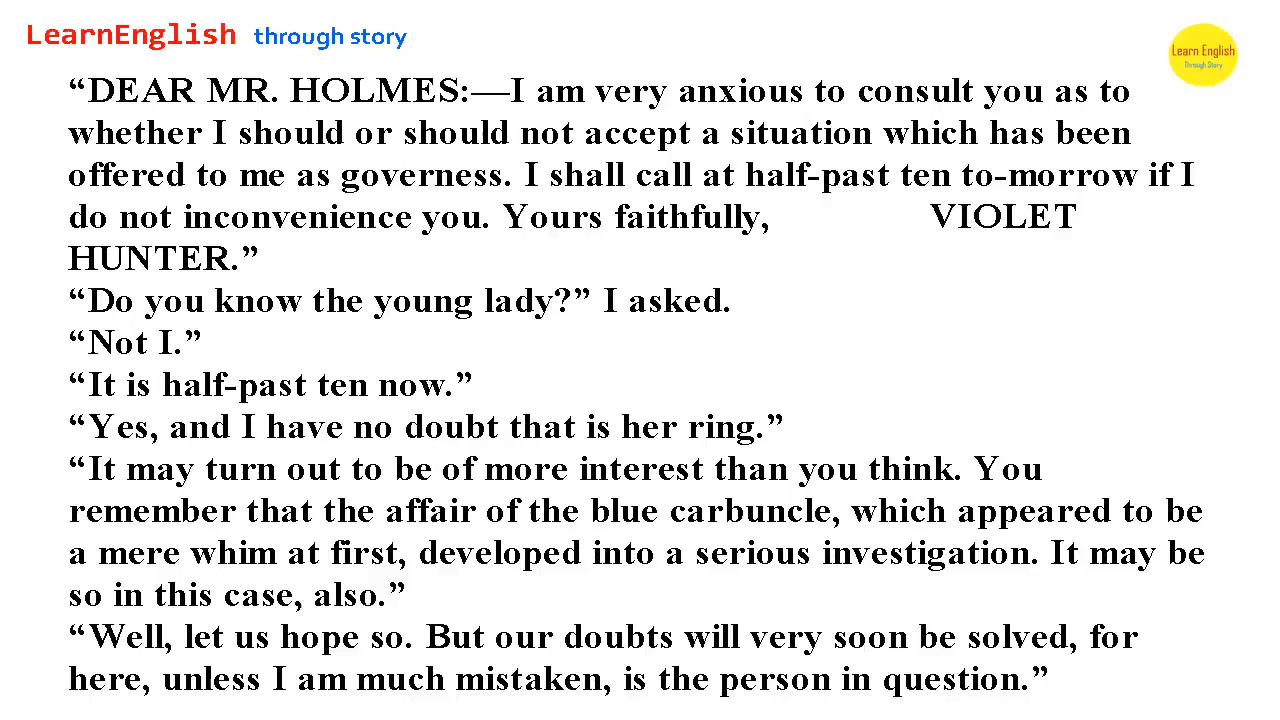 LearnEnglish through story
Learn English
Through Story
“DEAR MR. HOLMES:—I am very anxious to consult you as to
whether I should or should not accept a situation which has been
offered to me as governess. I shall call at half-past ten to-morrow if I
do not inconvenience you. Yours faithfully, VIOLET
HUNTER.”
“Do you know the young lady?” I asked.
“Not I.”
“It is half-past ten now.”
“Yes, and I have no doubt that is her ring.”
“It may turn out to be of more interest than you think. You
remember that the affair of the blue carbuncle, which appeared to be
a mere whim at first, developed into a serious investigation. It may be
so in this case, also.”
“Well, let us hope so. But our doubts will very soon be solved, for
here, unless I am much mistaken, is the person in question.”